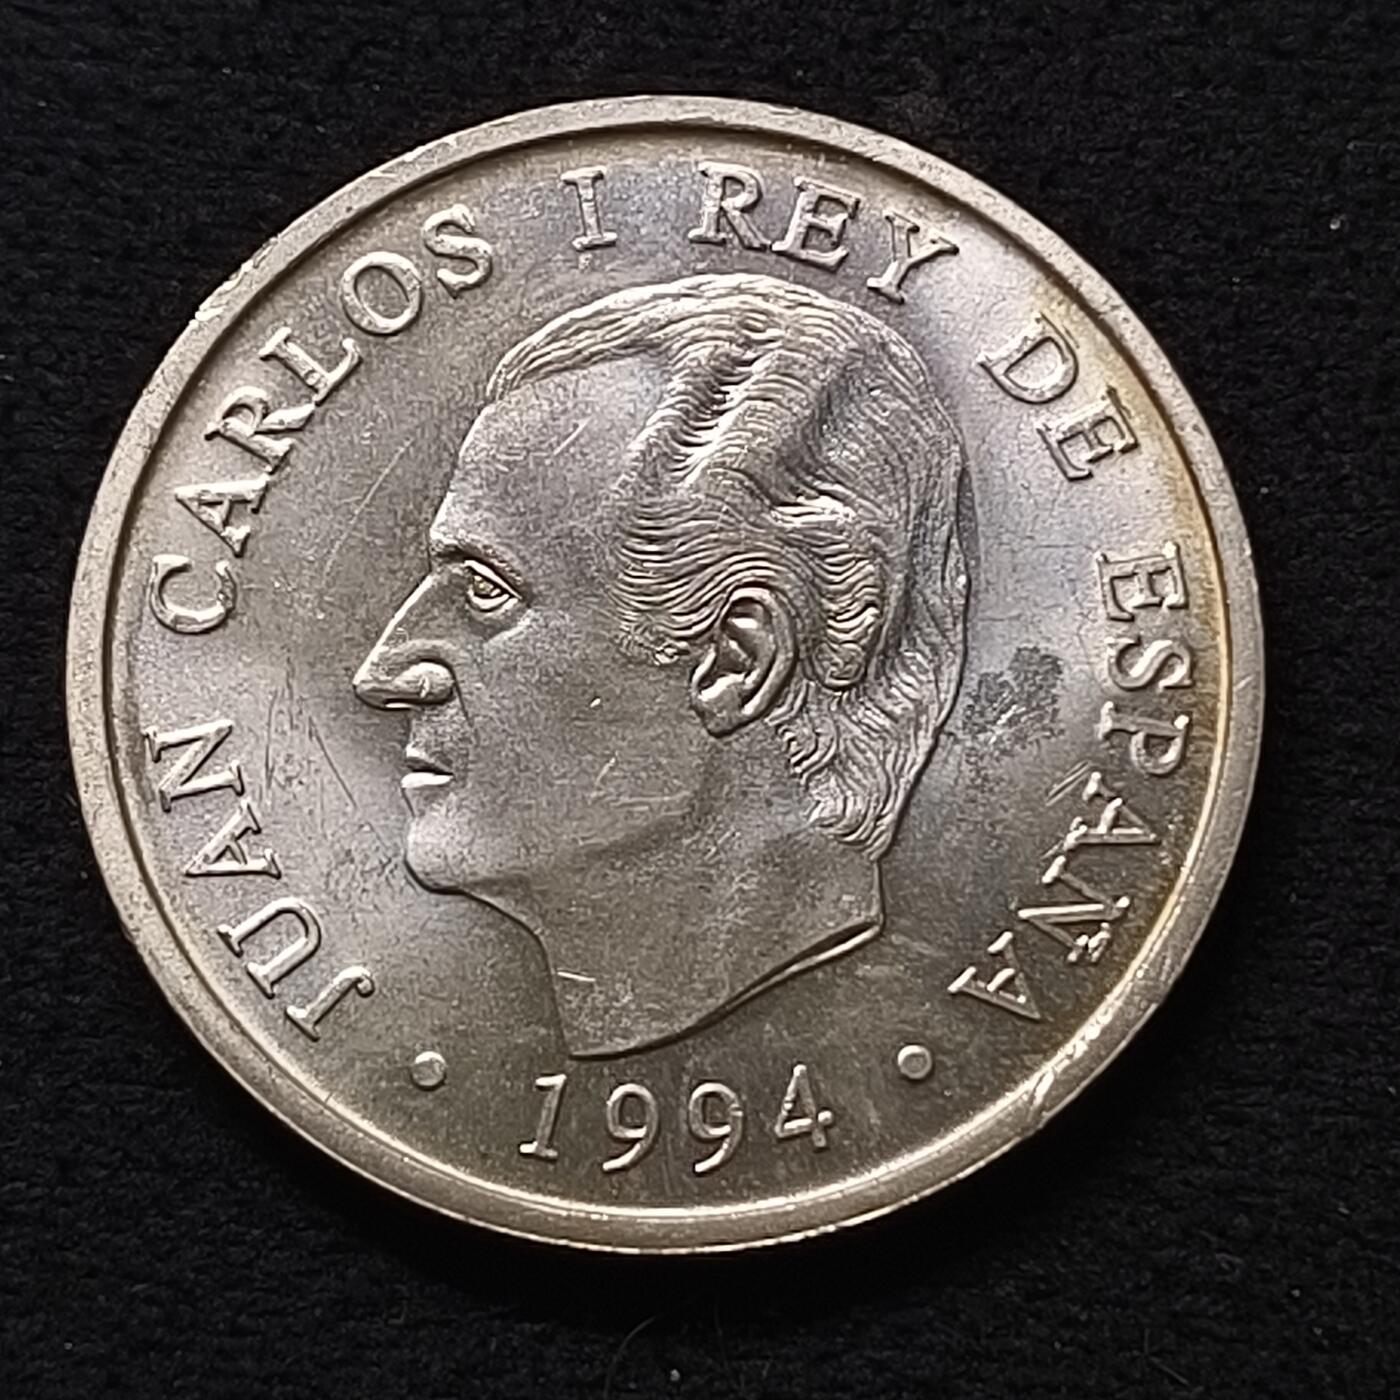 JUAN CARLOS I REY DE ESPAÑA
• 1994 •